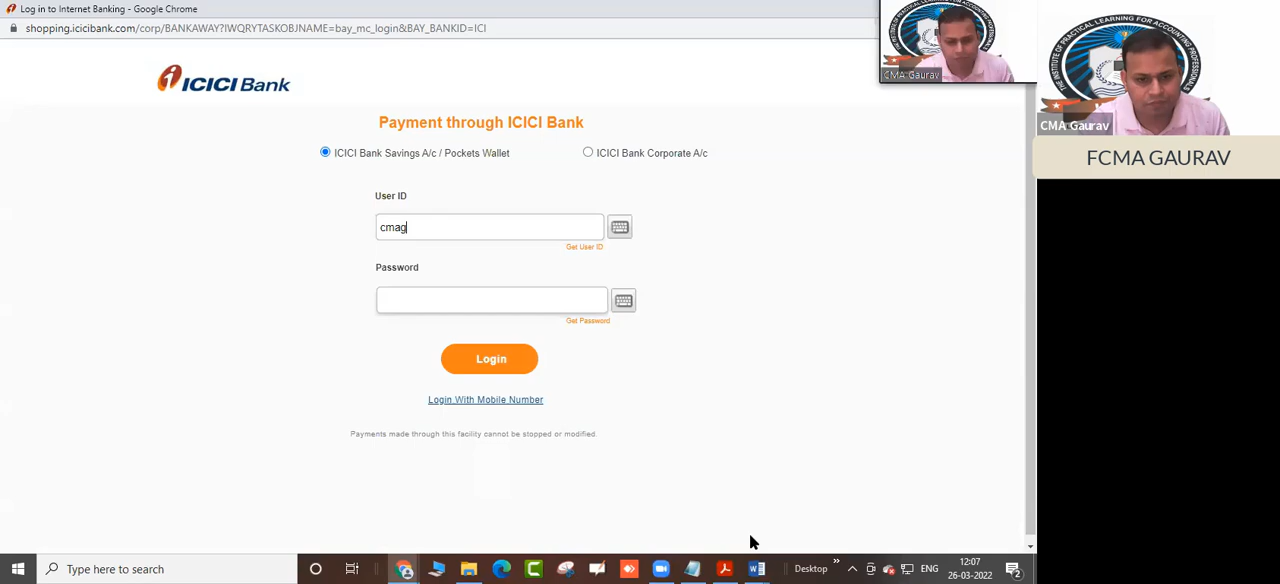 Log in to Internet Banking - Google Chrome
shopping.icicibank.com/corp/BANKAWAY?IWQRYTASKOBJNAME=bay_mc_login&BAY_BANKID=ICI
ICICI Bank
Payment through ICICI Bank
ICICI Bank Savings A/c / Pockets Wallet
ICICI Bank Corporate A/c
User ID
cmag
Get User ID
Password
Get Password
Login
Login With Mobile Number
Payments made through this facility cannot be stopped or modified.
CMA Gaurav
CMA Gaurav
FCMA GAURAV
Type here to search
Desktop
ENG
12:07
26-03-2022
2